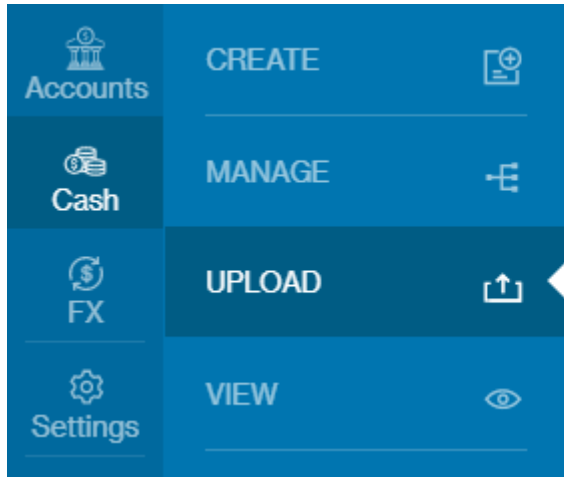 Accounts
Cash
FX
Settings
CREATE
MANAGE
UPLOAD
VIEW